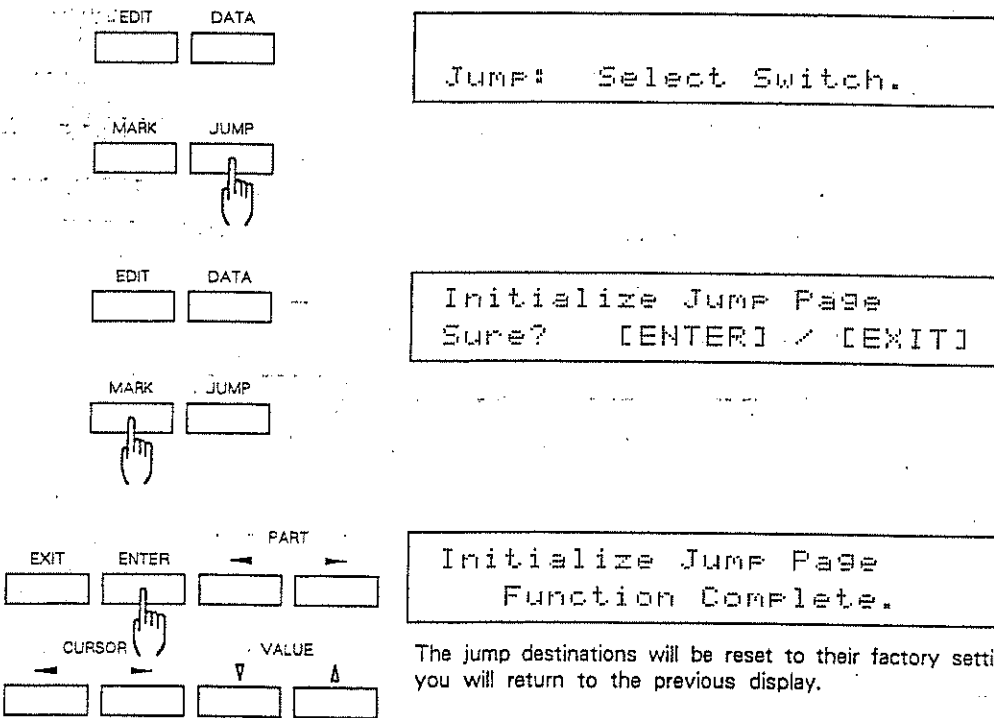 EDIT DATA
Jump: Select Switch.
MARK JUMP
EDIT DATA
Initialize Jump Page
Sure? [ENTER] / [EXIT]
MARK JUMP
PART
EXIT ENTER
Initialize Jump Page
Function Complete.
CURSOR VALUE
The jump destinations will be reset to their factory setti
you will return to the previous display.